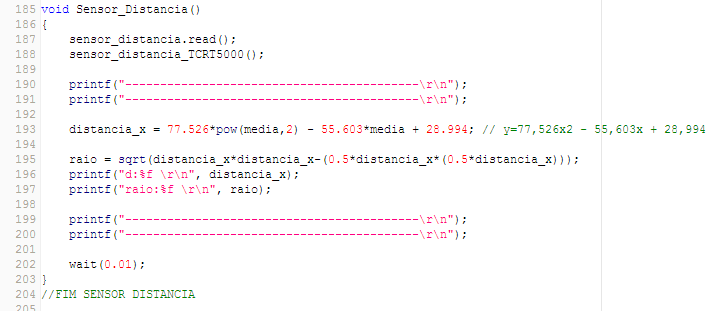 185 void Sensor_Distancia()
186 {
187     sensor_distancia.read();
188     sensor_distancia_TCRT5000();
189
190     printf("------------------------------------------\r\n");
191     printf("------------------------------------------\r\n");
192
193     distancia_x = 77.526*pow(media,2) - 55.603*media + 28.994; // y=77,526x2 - 55,603x + 28,994
194
195     raio = sqrt(distancia_x*distancia_x-(0.5*distancia_x*(0.5*distancia_x)));
196     printf("d:%f \r\n", distancia_x);
197     printf("raio:%f \r\n", raio);
198
199     printf("------------------------------------------\r\n");
200     printf("------------------------------------------\r\n");
201
202     wait(0.01);
203 }
204 //FIM SENSOR DISTANCIA
205